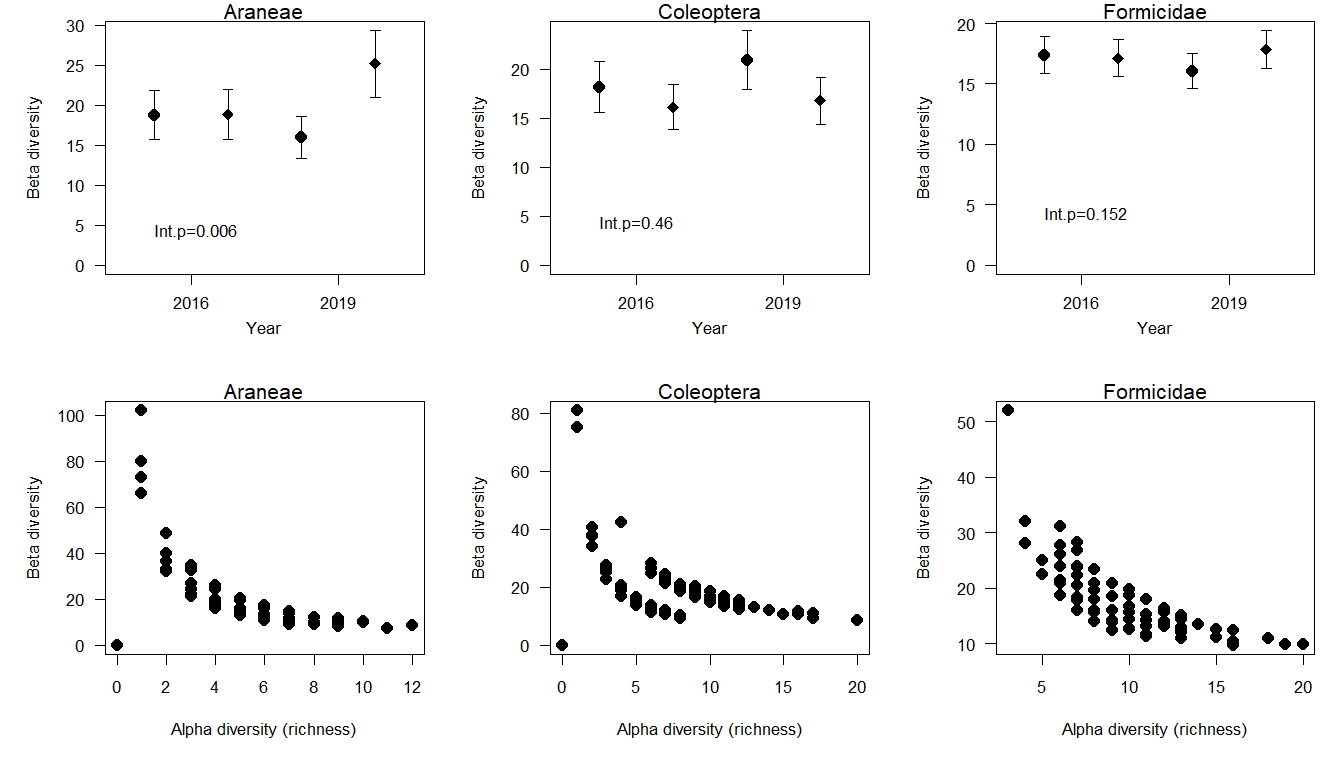 Araneae
30
25
20
15
10
5
0
Beta diversity
Int.p=0.006
2016 2019
Year
Coleoptera
20
15
10
5
0
Beta diversity
Int.p=0.46
2016 2019
Year
Formicidae
20
15
10
5
0
Beta diversity
Int.p=0.152
2016 2019
Year
Araneae
100
80
60
40
20
0
Beta diversity
0 2 4 6 8 10 12
Alpha diversity (richness)
Coleoptera
80
60
40
20
0
Beta diversity
0 5 10 15 20
Alpha diversity (richness)
Formicidae
50
40
30
20
10
Beta diversity
5 10 15 20
Alpha diversity (richness)